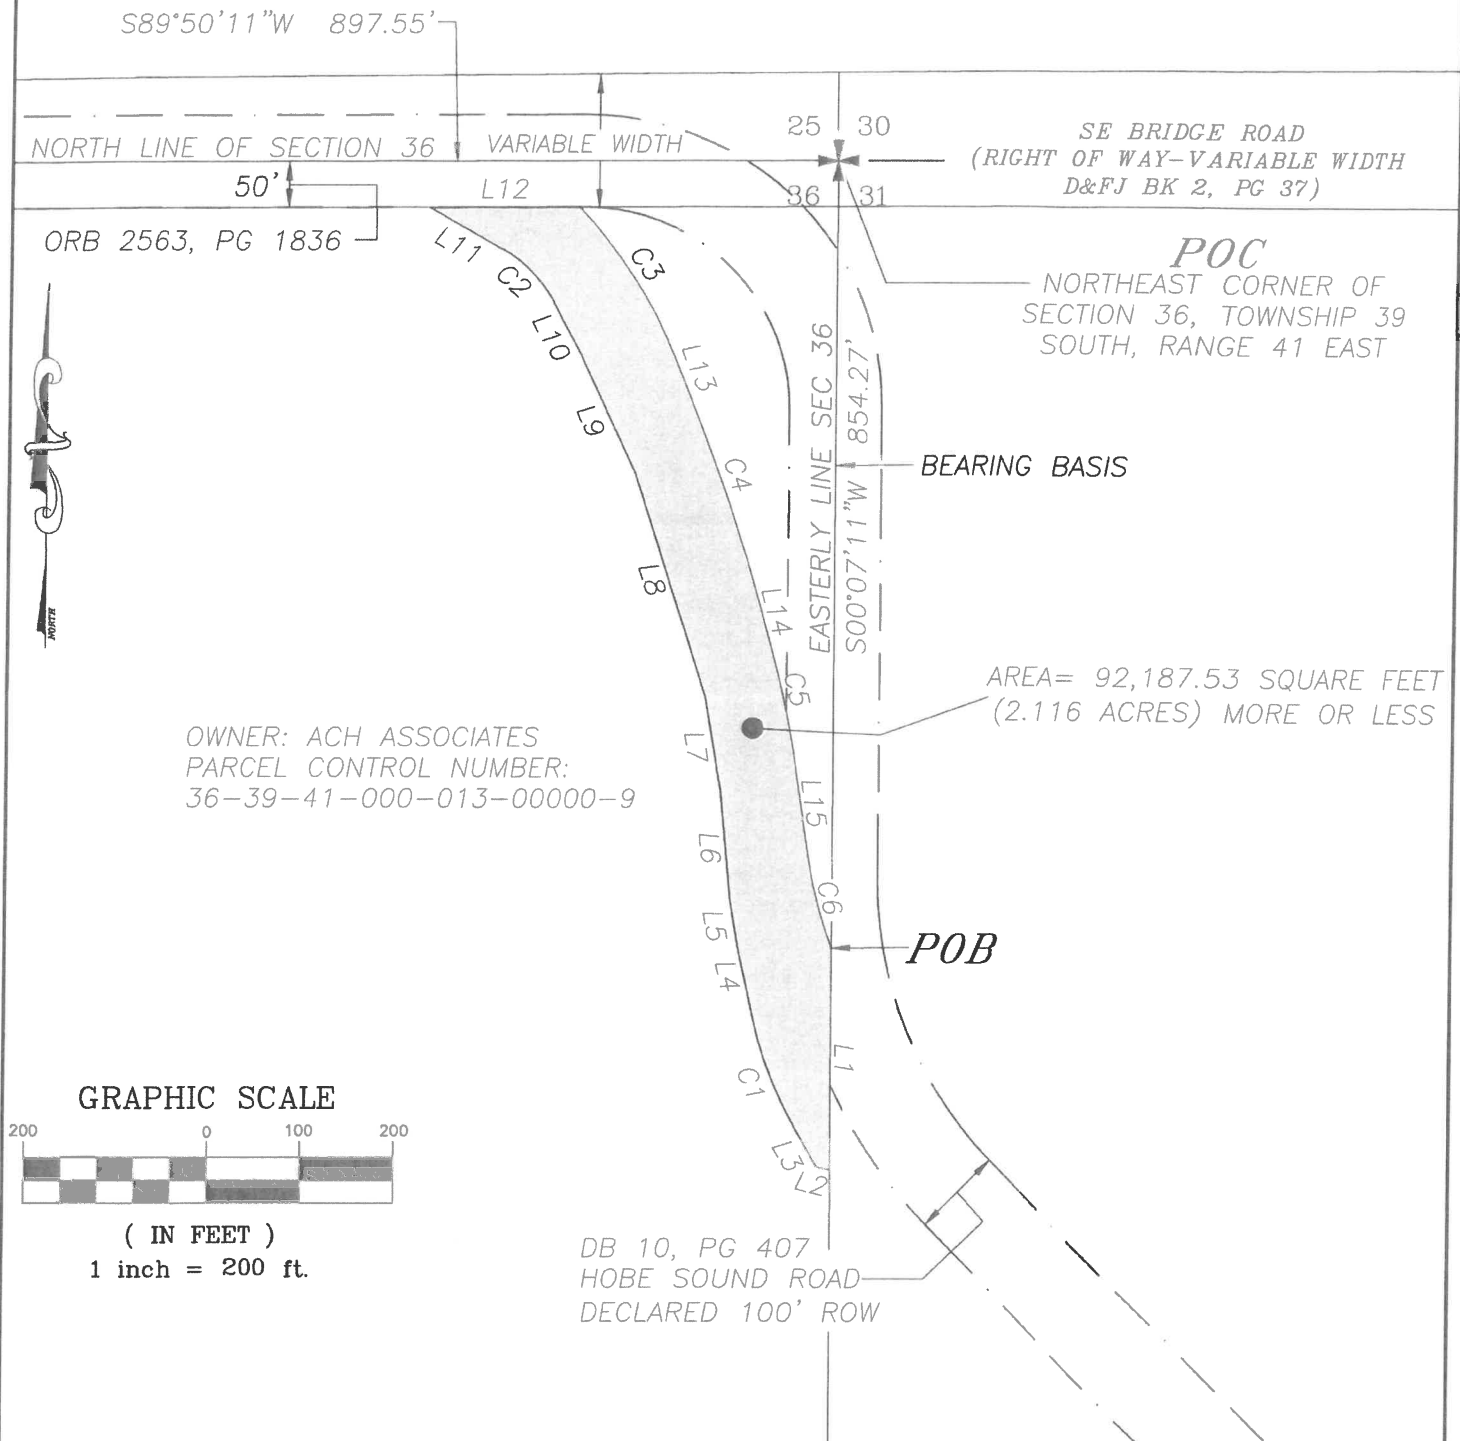 S89°50'11"W 897.55'
NORTH LINE OF SECTION 36
VARIABLE WIDTH
25 30
36 31
SE BRIDGE ROAD
(RIGHT OF WAY-VARIABLE WIDTH
D&FJ BK 2, PG 37)
50'
L12
ORB 2563, PG 1836
L11
C2
L10
L9
C3
L13
POC
NORTHEAST CORNER OF
SECTION 36, TOWNSHIP 39
SOUTH, RANGE 41 EAST
NORTH
EASTERLY LINE SEC 36
S00°07'11"W 854.27'
BEARING BASIS
C4
L8
L14
C5
AREA= 92,187.53 SQUARE FEET
(2.116 ACRES) MORE OR LESS
OWNER: ACH ASSOCIATES
PARCEL CONTROL NUMBER:
36-39-41-000-013-00000-9
L7
L15
L6
C6
L5
L4
POB
L1
C1
L3
L2
GRAPHIC SCALE
200 0 100 200
( IN FEET )
1 inch = 200 ft.
DB 10, PG 407
HOBE SOUND ROAD
DECLARED 100' ROW